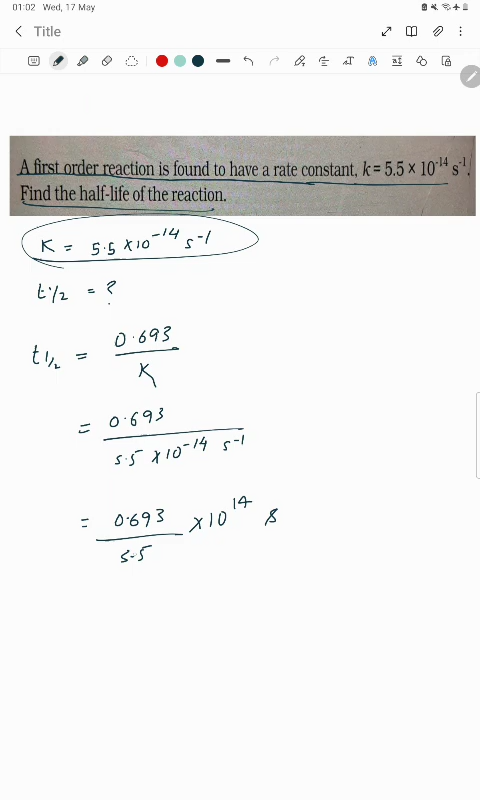 01:02 Wed, 17 May
Title
A first order reaction is found to have a rate constant, k = 5.5 × 10⁻¹⁴ s⁻¹.
Find the half-life of the reaction.
K = 5.5 × 10⁻¹⁴ s⁻¹
t½ = ?
t½ = 0.693 / K
= 0.693 / 5.5 × 10⁻¹⁴ s⁻¹
= 0.693 / 5.5 × 10¹⁴ s